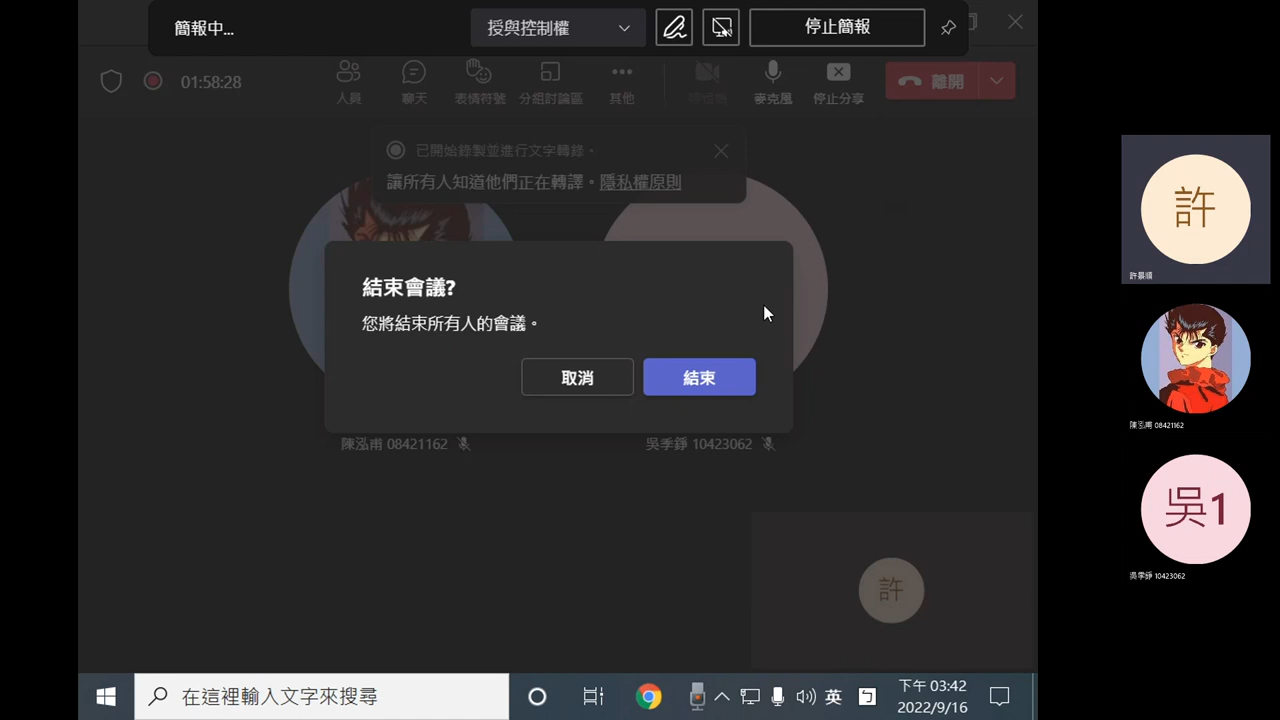 簡報中...
授與控制權
停止簡報
01:58:28
人員
聊天
表情符號
分組討論區
其他
麥克風
停止分享
離開
已開始錄製並進行文字轉錄。
讓所有人知道他們正在轉譯。隱私權原則
結束會議?
您將結束所有人的會議。
取消
結束
陳泓甫 08421162
吳季錚 10423062
許
許
陳泓甫 08421162
吳1
吳季錚 10423062
在這裡輸入文字來搜尋
英
下午 03:42
2022/9/16